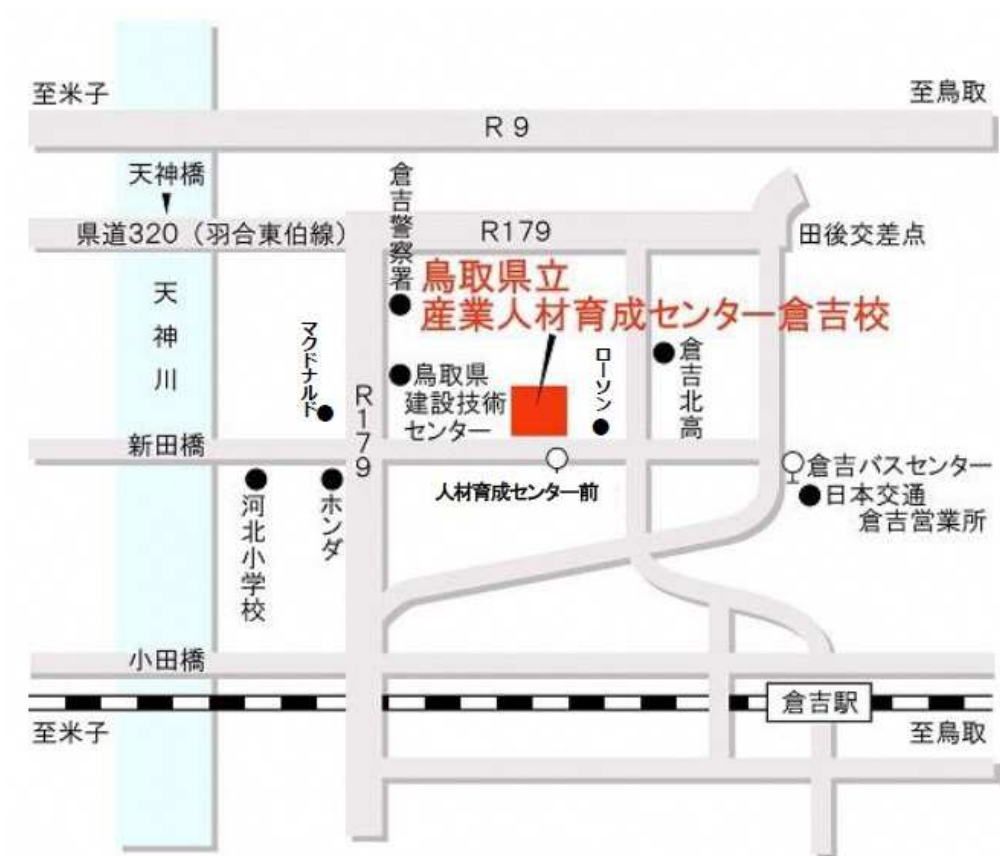 至米子
至鳥取
R 9
天神橋
県道320（羽合東伯線）
R179
田後交差点
倉吉警察署
鳥取県立
産業人材育成センター倉吉校
天神川
マクドナルド
鳥取県
建設技術
センター
ローソン
倉吉北高
R179
新田橋
人材育成センター前
倉吉バスセンター
日本交通
倉吉営業所
河北小学校
ホンダ
小田橋
倉吉駅
至米子
至鳥取